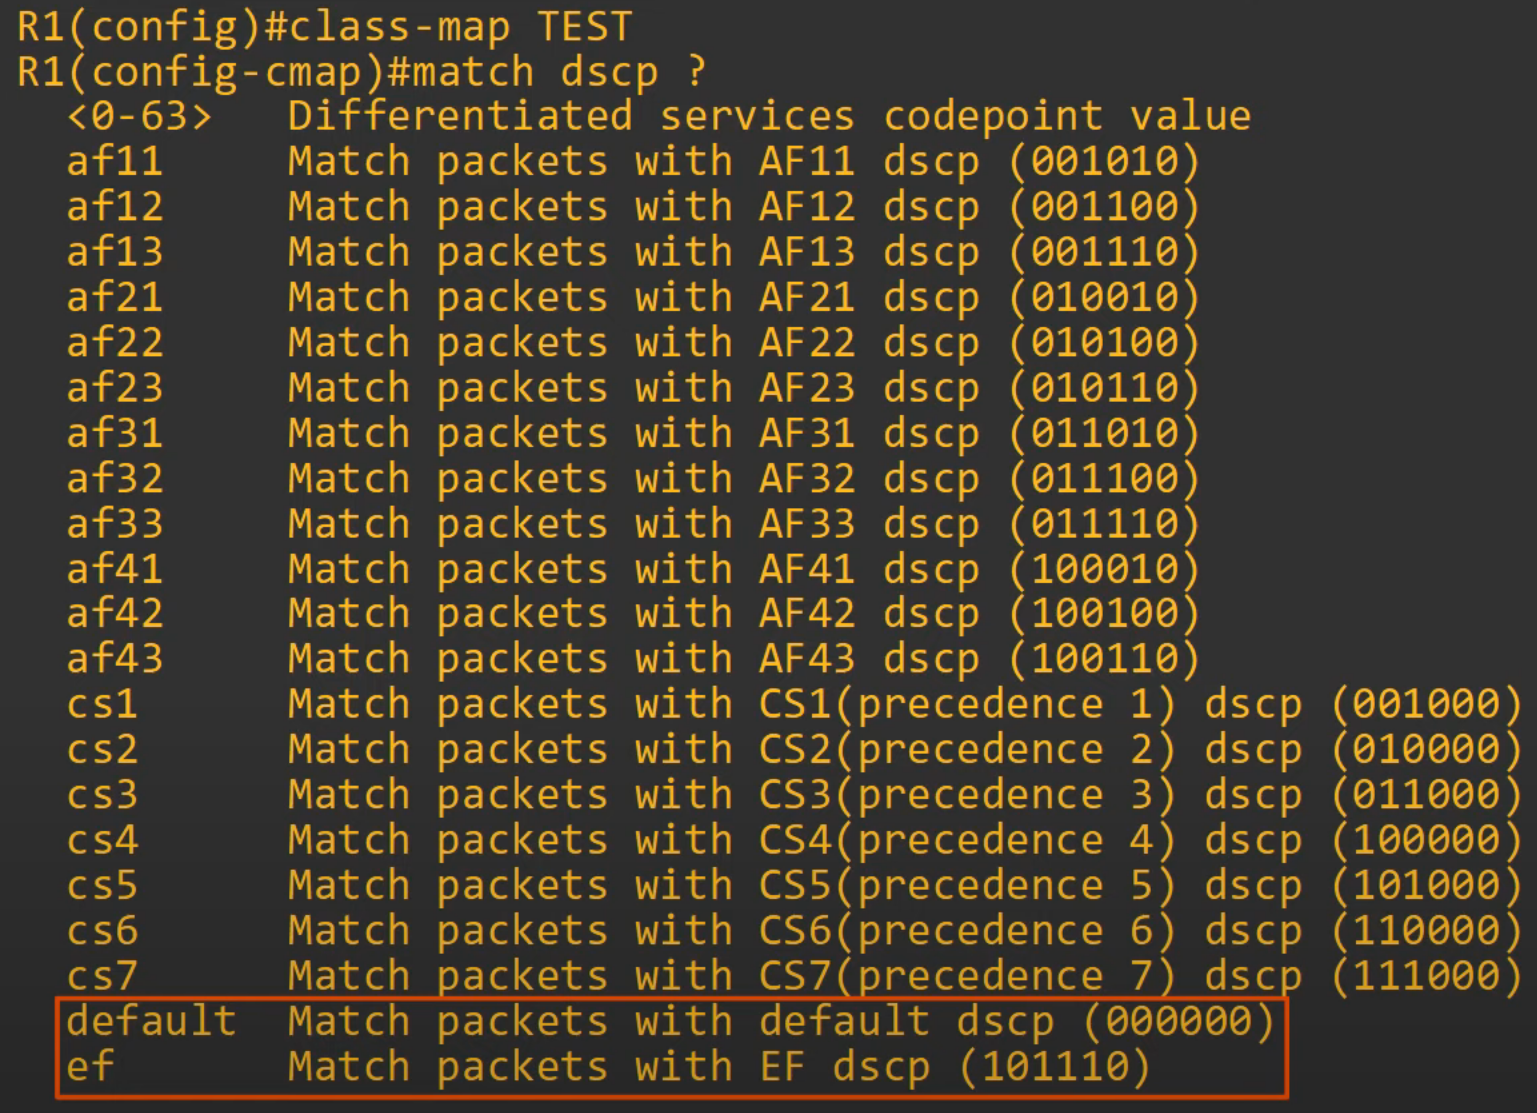 R1(config)#class-map TEST
R1(config-cmap)#match dscp ?
<0-63> Differentiated services codepoint value
af11 Match packets with AF11 dscp (001010)
af12 Match packets with AF12 dscp (001100)
af13 Match packets with AF13 dscp (001110)
af21 Match packets with AF21 dscp (010010)
af22 Match packets with AF22 dscp (010100)
af23 Match packets with AF23 dscp (010110)
af31 Match packets with AF31 dscp (011010)
af32 Match packets with AF32 dscp (011100)
af33 Match packets with AF33 dscp (011110)
af41 Match packets with AF41 dscp (100010)
af42 Match packets with AF42 dscp (100100)
af43 Match packets with AF43 dscp (100110)
cs1 Match packets with CS1(precedence 1) dscp (001000)
cs2 Match packets with CS2(precedence 2) dscp (010000)
cs3 Match packets with CS3(precedence 3) dscp (011000)
cs4 Match packets with CS4(precedence 4) dscp (100000)
cs5 Match packets with CS5(precedence 5) dscp (101000)
cs6 Match packets with CS6(precedence 6) dscp (110000)
cs7 Match packets with CS7(precedence 7) dscp (111000)
default Match packets with default dscp (000000)
ef Match packets with EF dscp (101110)